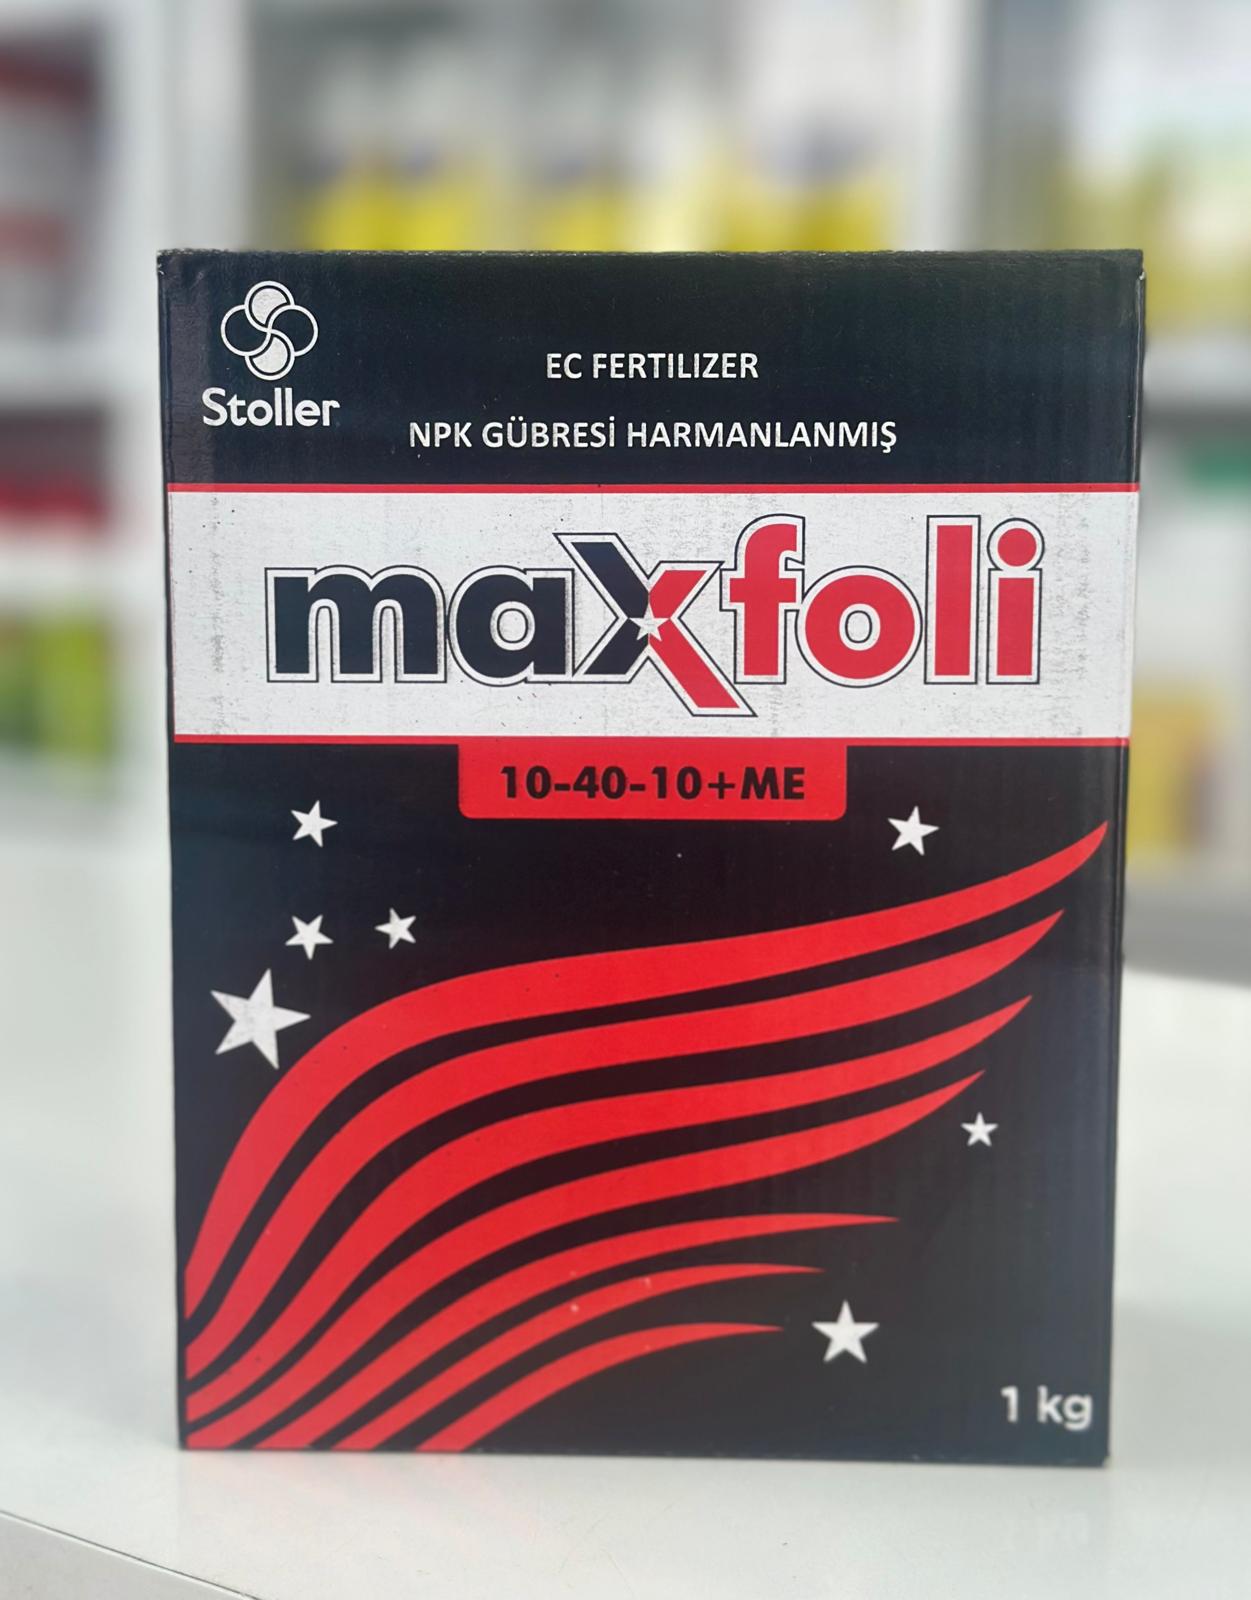 Stoller
EC FERTILIZER
NPK GÜBRESİ HARMANLANMIŞ
maxfoli
10-40-10+ME
1 kg